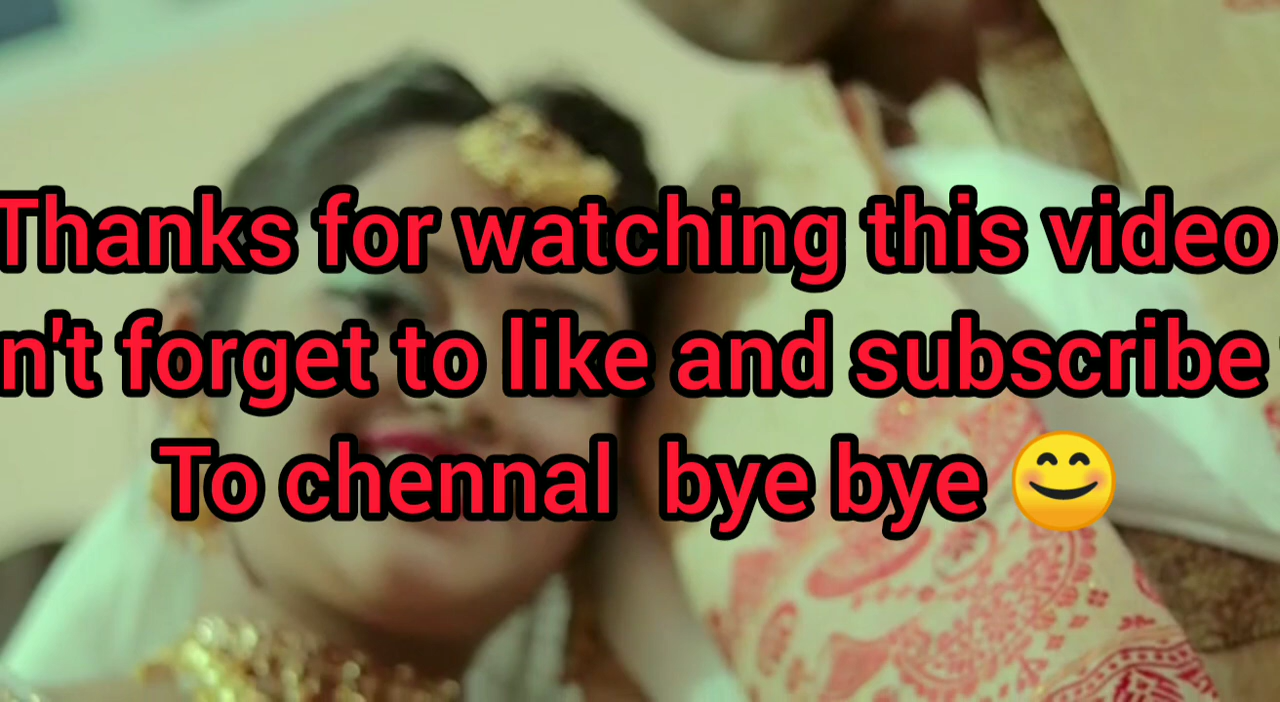 Thanks for watching this video
n't forget to like and subscribe
To chennal bye bye 😊